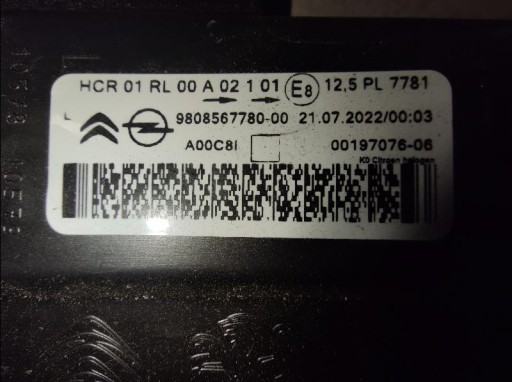 HCR 01 RL 00 A 02 1 01 E8 12,5 PL 7781
9808567780-00 21.07.2022/00:03
A00C8I 00197076-06
K0 Citroen halogen